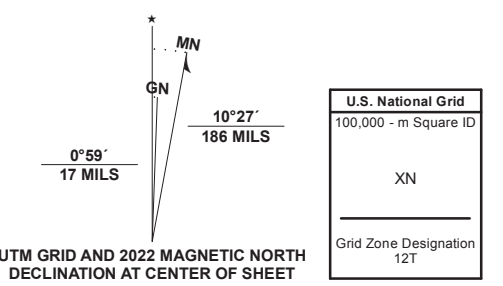 ★
MN
GN
10°27´
186 MILS
0°59´
17 MILS
UTM GRID AND 2022 MAGNETIC NORTH
DECLINATION AT CENTER OF SHEET
U.S. National Grid
100,000 - m Square ID
XN
Grid Zone Designation
12T